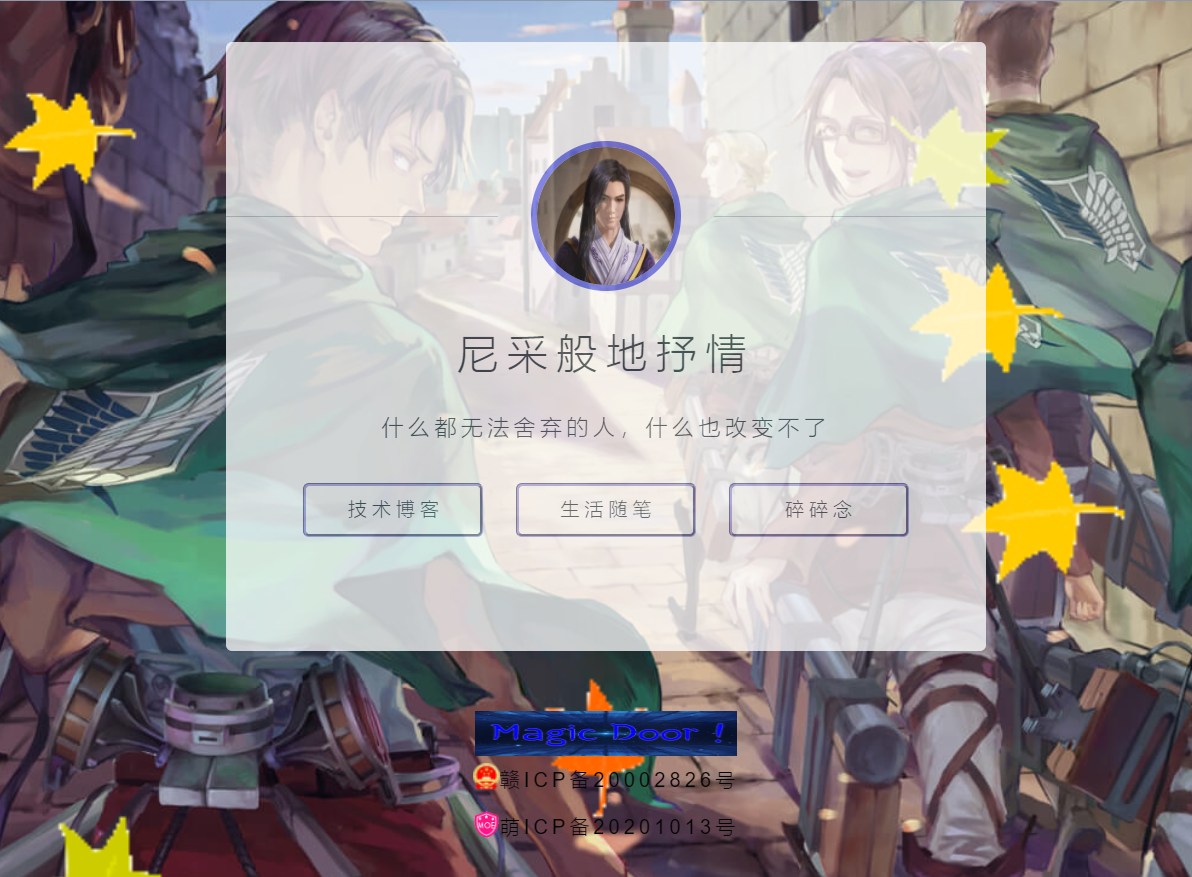 尼采般地抒情
什么都无法舍弃的人，什么也改变不了
技术博客 生活随笔 碎碎念
Magic Door !
赣ICP备20002826号
MOE 萌ICP备20201013号